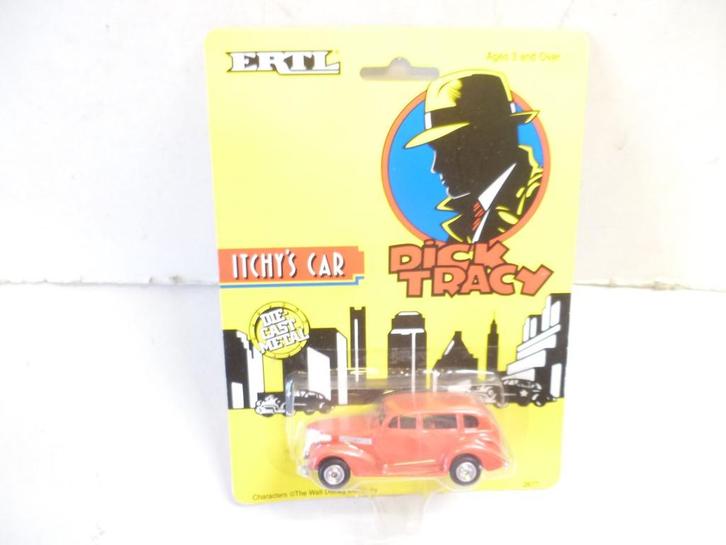 ERTL®
Ages 3 and Over
DICK
TRACY
ITCHY'S CAR
DIE-
CAST
METAL
Characters ©The Walt Disney